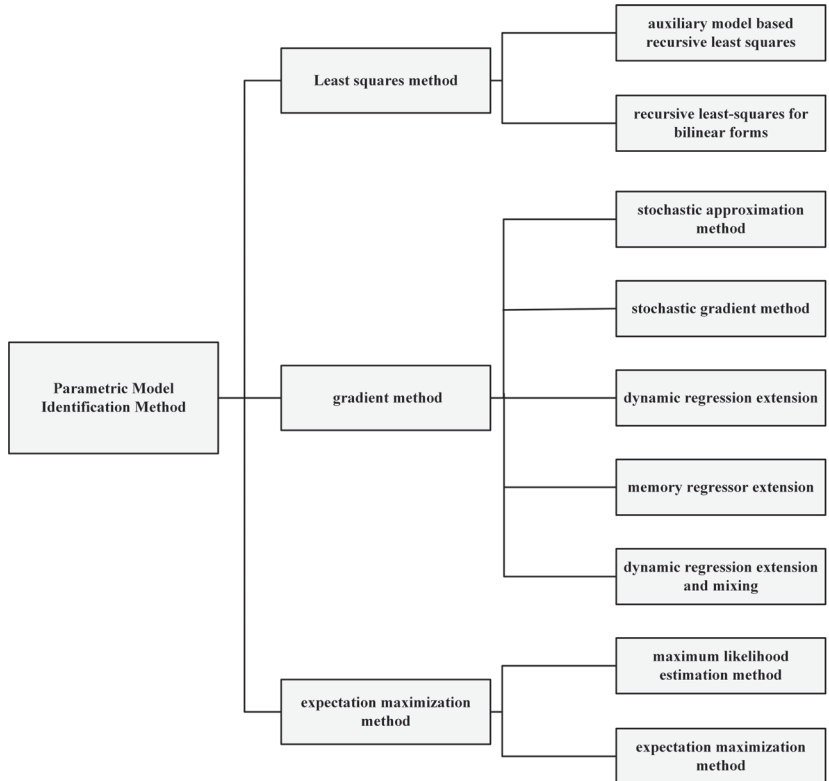 auxiliary model based
recursive least squares
Least squares method
recursive least-squares for
bilinear forms
stochastic approximation
method
stochastic gradient method
Parametric Model
Identification Method
gradient method
dynamic regression extension
memory regressor extension
dynamic regression extension
and mixing
maximum likelihood
estimation method
expectation maximization
method
expectation maximization
method